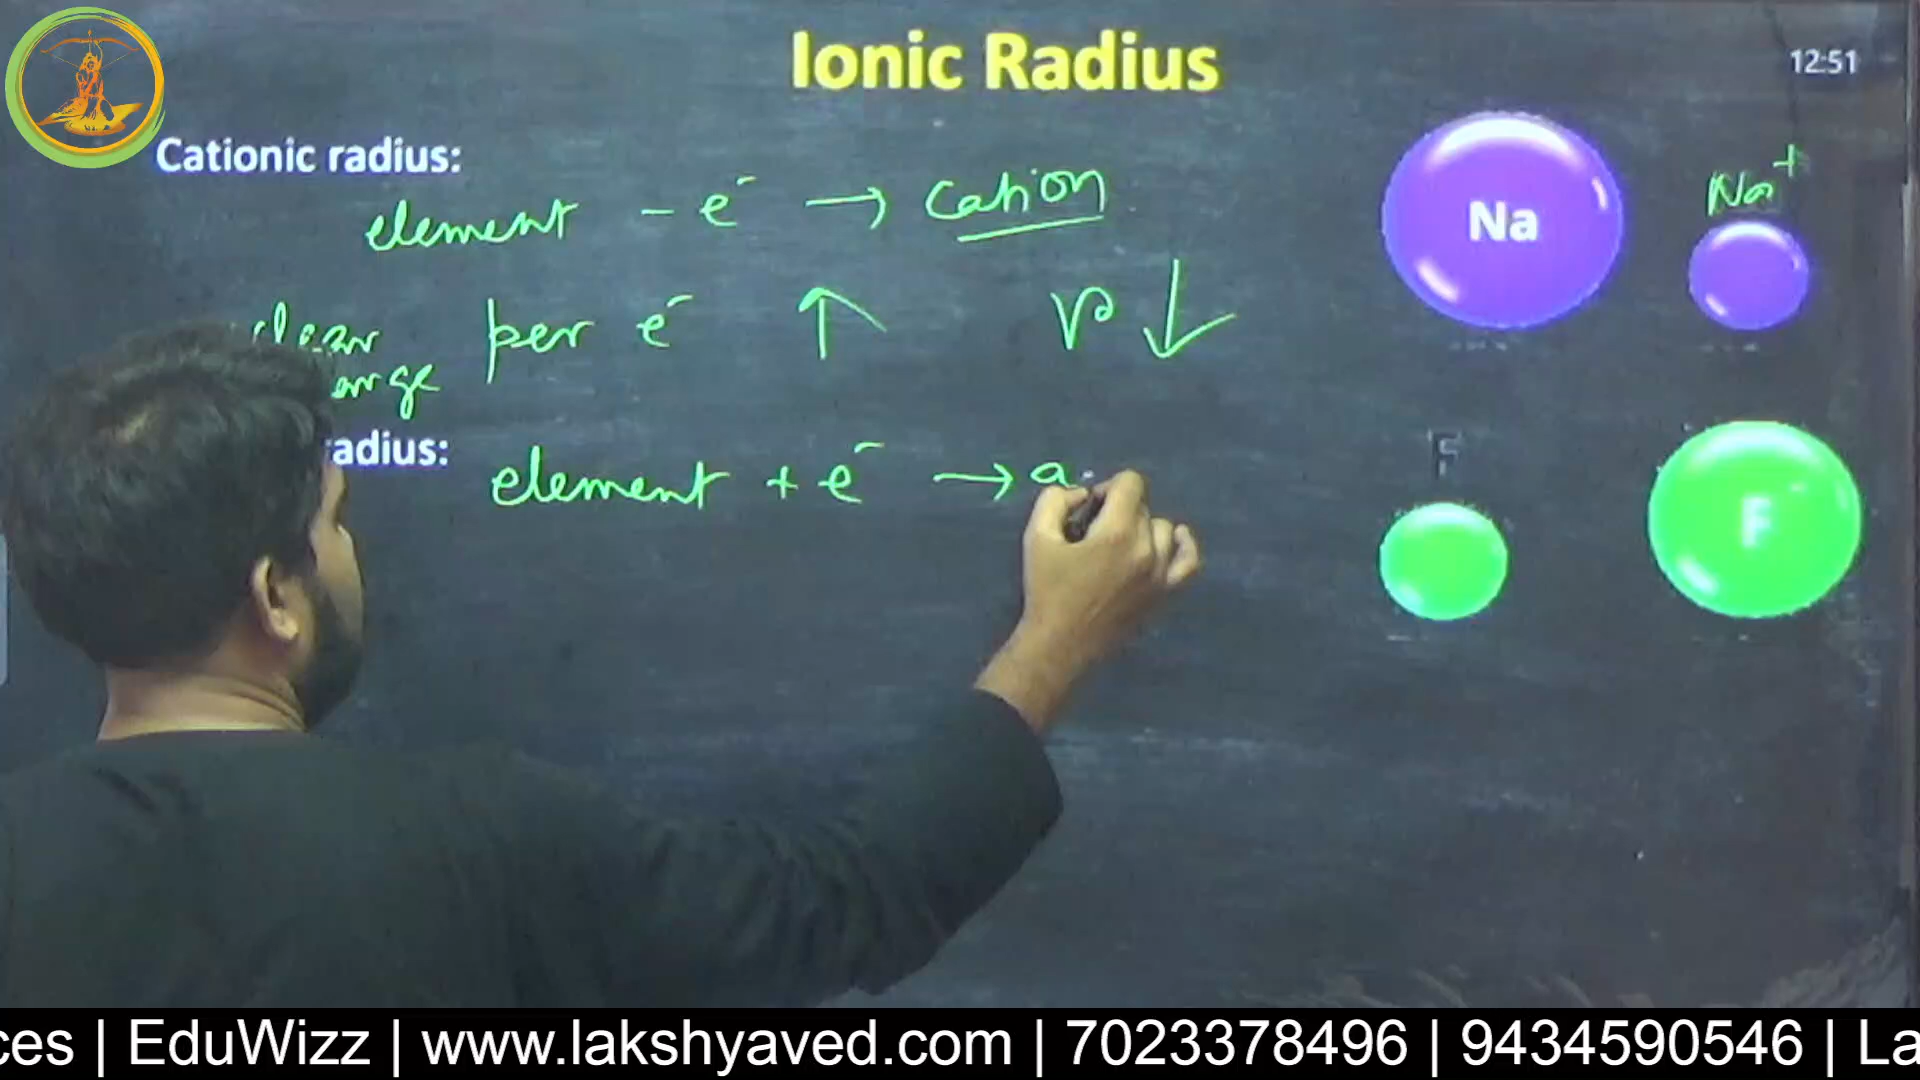 Ionic Radius
12:51
Cationic radius:
element - e⁻ → cation
Na
Na⁺
per e⁻ ↑ r ↓
radius:
element + e⁻ → a
F
F
ces | EduWizz | www.lakshyaved.com | 7023378496 | 9434590546 | La